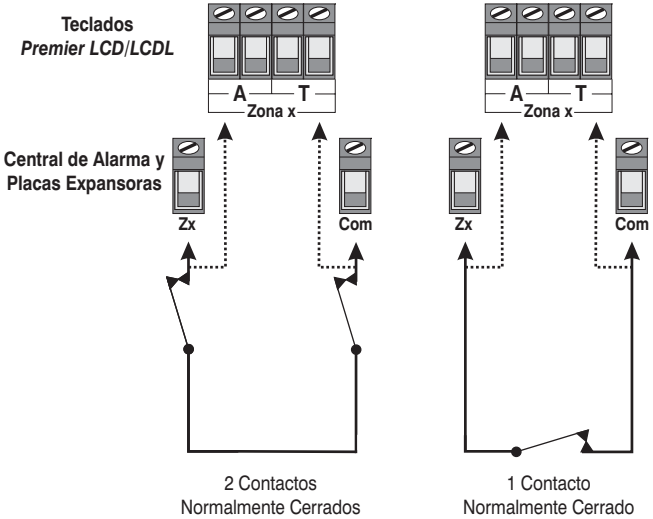 Teclados
Premier LCD/LCDL
A T
Zona x
A T
Zona x
Central de Alarma y
Placas Expansoras
Zx
Com
Zx
Com
2 Contactos
Normalmente Cerrados
1 Contacto
Normalmente Cerrado